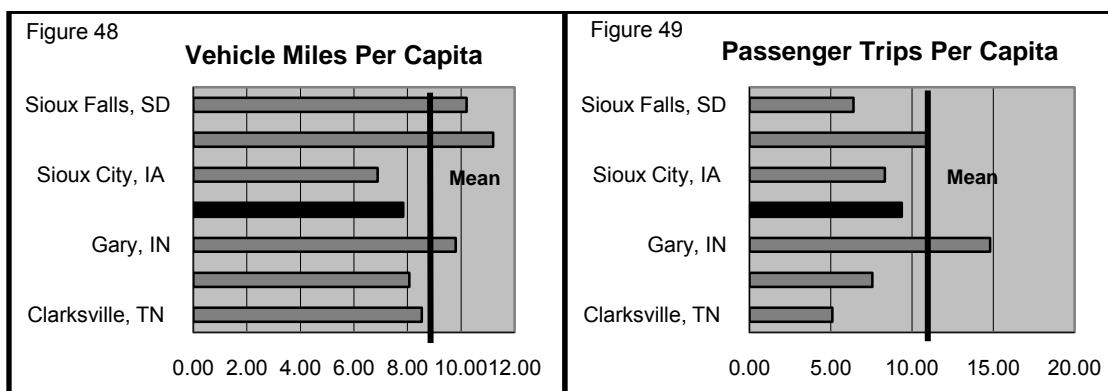 Figure 48
Vehicle Miles Per Capita
Sioux Falls, SD
Sioux City, IA
Mean
Gary, IN
Clarksville, TN
0.00 2.00 4.00 6.00 8.00 10.00 12.00
Figure 49
Passenger Trips Per Capita
Sioux Falls, SD
Sioux City, IA
Mean
Gary, IN
Clarksville, TN
0.00 5.00 10.00 15.00 20.00